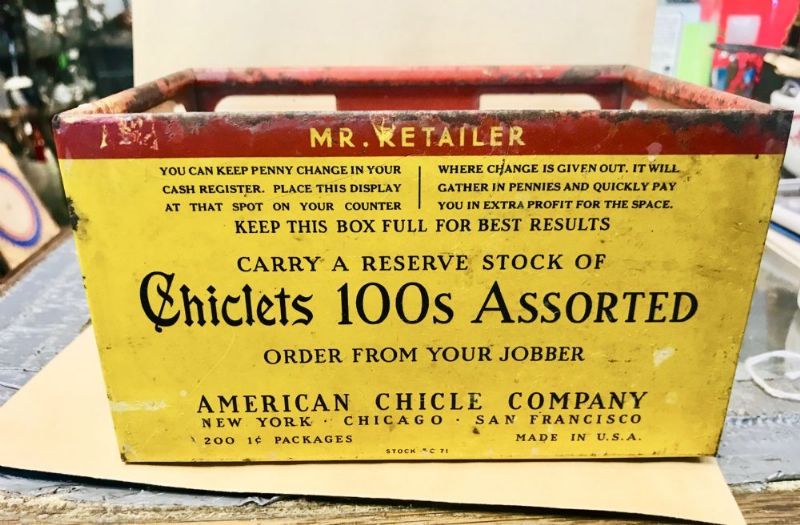 MR. RETAILER
YOU CAN KEEP PENNY CHANGE IN YOUR
CASH REGISTER. PLACE THIS DISPLAY
AT THAT SPOT ON YOUR COUNTER
WHERE CHANGE IS GIVEN OUT. IT WILL
GATHER IN PENNIES AND QUICKLY PAY
YOU IN EXTRA PROFIT FOR THE SPACE.
KEEP THIS BOX FULL FOR BEST RESULTS
CARRY A RESERVE STOCK OF
Chiclets 100s ASSORTED
ORDER FROM YOUR JOBBER
AMERICAN CHICLE COMPANY
NEW YORK · CHICAGO · SAN FRANCISCO
200 1¢ PACKAGES
MADE IN U.S.A.
STOCK C 71